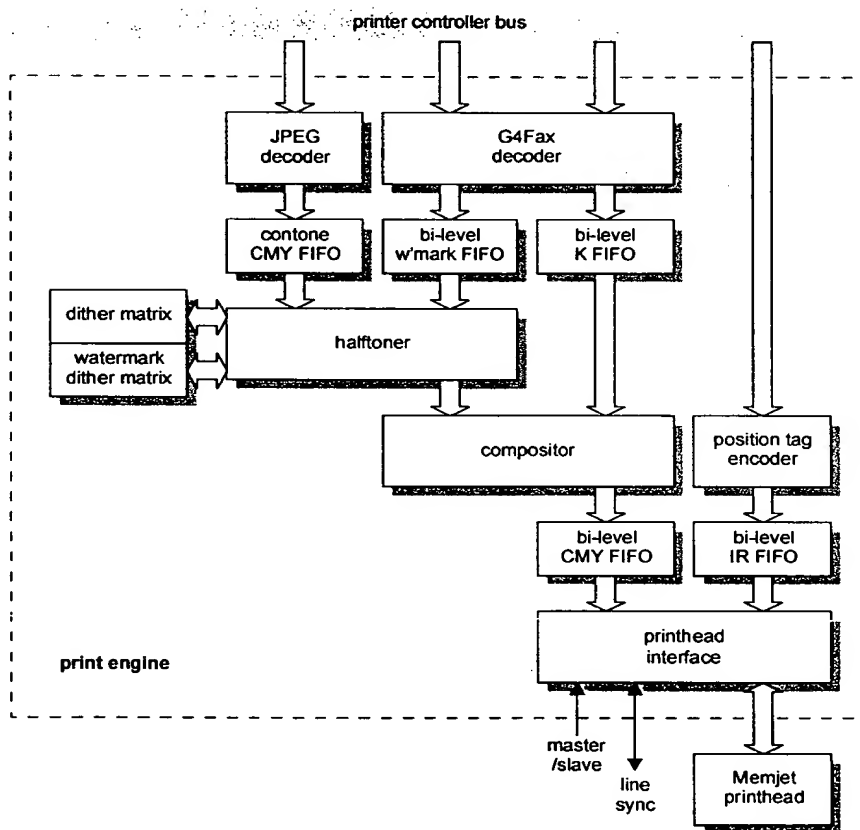 printer controller bus
JPEG
decoder
G4Fax
decoder
contone
CMY FIFO
bi-level
w'mark FIFO
bi-level
K FIFO
dither matrix
watermark
dither matrix
halftoner
compositor
position tag
encoder
bi-level
CMY FIFO
bi-level
IR FIFO
printhead
interface
print engine
master
/slave
line
sync
Memjet
printhead